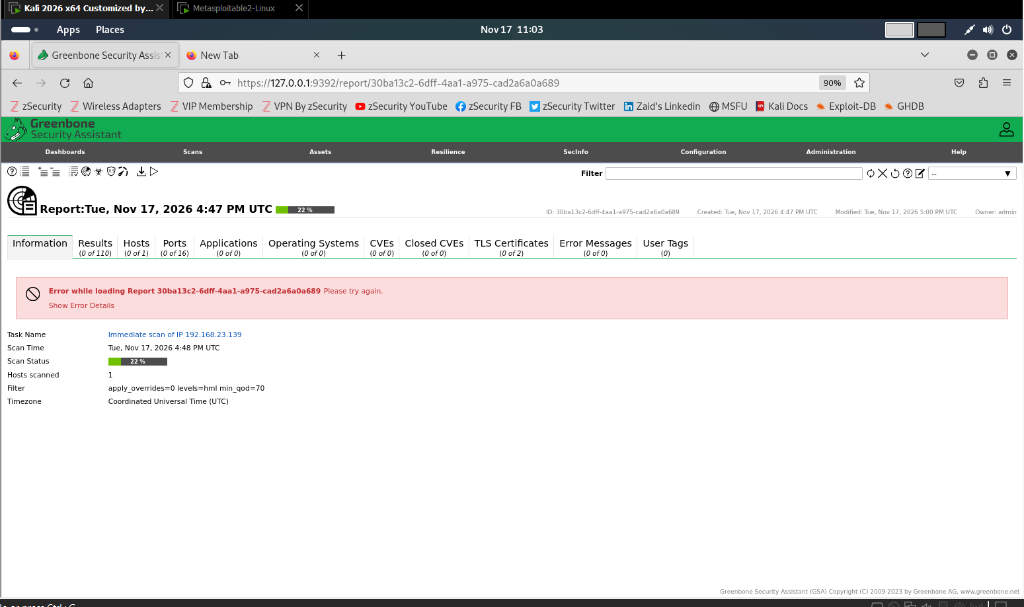 Kali 2026 x64 Customized by... Metasploitable2-Linux
Apps Places Nov 17 11:03
Greenbone Security Assis New Tab
https://127.0.0.1:9392/report/30ba13c2-6dff-4aa1-a975-cad2a6a0a689 90%
zSecurity Wireless Adapters VIP Membership VPN By zSecurity zSecurity YouTube zSecurity FB zSecurity Twitter Zaid's Linkedin MSFU Kali Docs Exploit-DB GHDB
Greenbone
Security Assistant
Dashboards Scans Assets Resilience SecInfo Configuration Administration Help
Filter --
Report:Tue, Nov 17, 2026 4:47 PM UTC 22 % ID: 30ba13c2-6dff-4aa1-a975-cad2a6a0a689 Created: Tue, Nov 17, 2026 4:47 PM UTC Modified: Tue, Nov 17, 2026 5:00 PM UTC Owner: admin
Information Results Hosts Ports Applications Operating Systems CVEs Closed CVEs TLS Certificates Error Messages User Tags
(0 of 110) (0 of 1) (0 of 16) (0 of 0) (0 of 0) (0 of 0) (0 of 0) (0 of 2) (0 of 0) (0)
Error while loading Report 30ba13c2-6dff-4aa1-a975-cad2a6a0a689 Please try again.
Show Error Details
Task Name Immediate scan of IP 192.168.23.139
Scan Time Tue, Nov 17, 2026 4:48 PM UTC
Scan Status 22 %
Hosts scanned 1
Filter apply_overrides=0 levels=hml min_qod=70
Timezone Coordinated Universal Time (UTC)
Greenbone Security Assistant (GSA) Copyright (C) 2009-2023 by Greenbone AG, www.greenbone.net